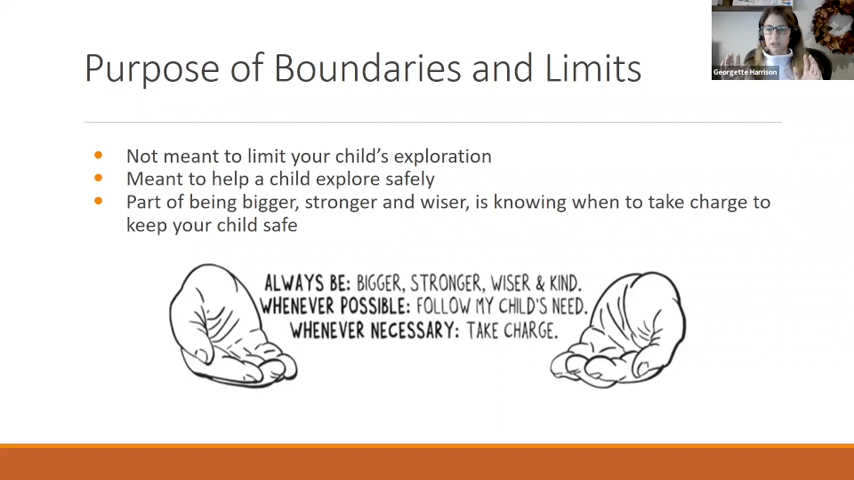 Georgette Harrison
Purpose of Boundaries and Limits
Not meant to limit your child's exploration
Meant to help a child explore safely
Part of being bigger, stronger and wiser, is knowing when to take charge to
keep your child safe
ALWAYS BE: BIGGER, STRONGER, WISER & KIND.
WHENEVER POSSIBLE: FOLLOW MY CHILD'S NEED.
WHENEVER NECESSARY: TAKE CHARGE.